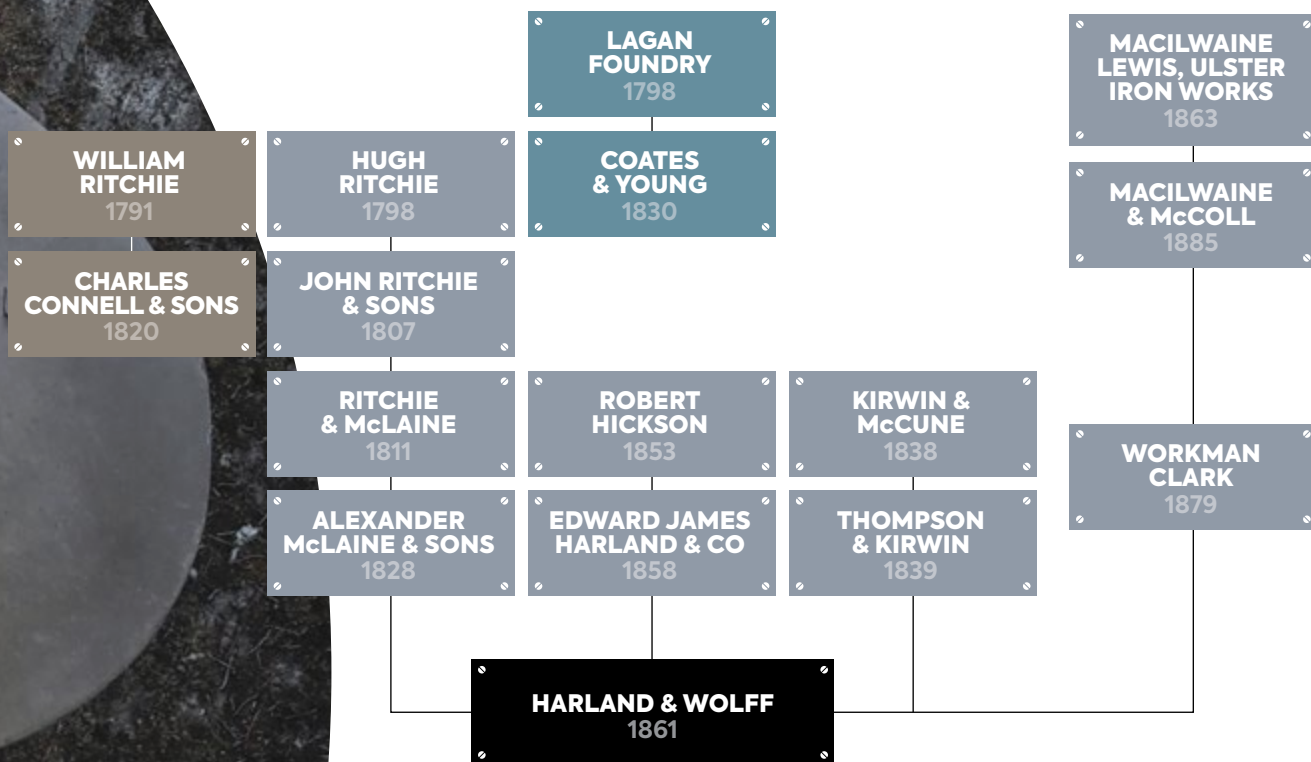 LAGAN
FOUNDRY
1798
MACILWAINE
LEWIS, ULSTER
IRON WORKS
1863
WILLIAM
RITCHIE
1791
HUGH
RITCHIE
1798
COATES
& YOUNG
1830
MACILWAINE
& McCOLL
1885
CHARLES
CONNELL & SONS
1820
JOHN RITCHIE
& SONS
1807
RITCHIE
& McLAINE
1811
ROBERT
HICKSON
1853
KIRWIN &
McCUNE
1838
WORKMAN
CLARK
1879
ALEXANDER
McLAINE & SONS
1828
EDWARD JAMES
HARLAND & CO
1858
THOMPSON
& KIRWIN
1839
HARLAND & WOLFF
1861